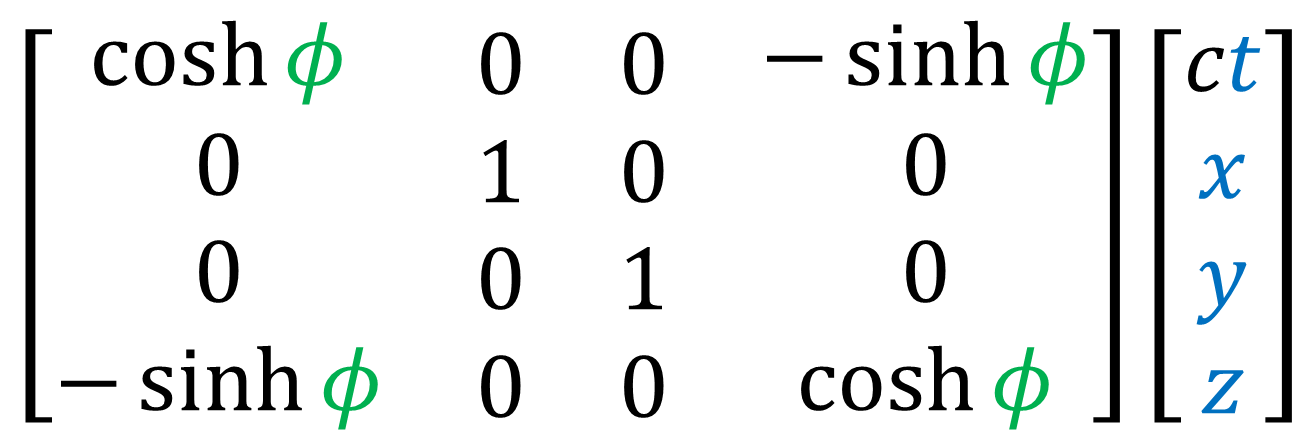 cosh ϕ 0 0 − sinh ϕ ct
0 1 0 0 x
0 0 1 0 y
− sinh ϕ 0 0 cosh ϕ z